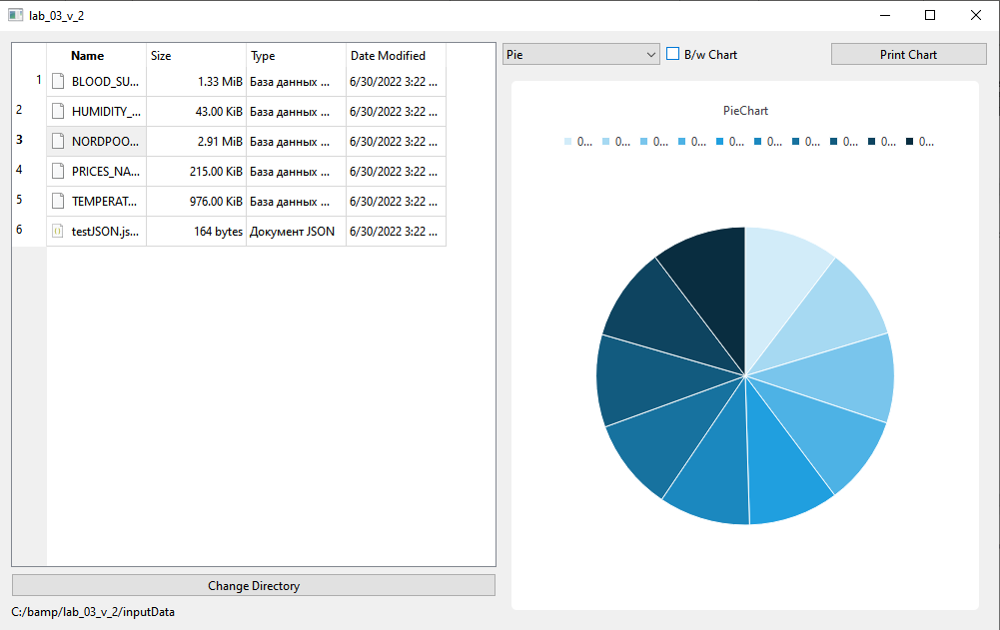 lab_03_v_2
Name Size Type Date Modified
1 BLOOD_SU... 1.33 MiB База данных ... 6/30/2022 3:22 ...
2 HUMIDITY_... 43.00 KiB База данных ... 6/30/2022 3:22 ...
3 NORDPOO... 2.91 MiB База данных ... 6/30/2022 3:22 ...
4 PRICES_NA... 215.00 KiB База данных ... 6/30/2022 3:22 ...
5 TEMPERAT... 976.00 KiB База данных ... 6/30/2022 3:22 ...
6 testJSON.js... 164 bytes Документ JSON 6/30/2022 3:22 ...
Change Directory
C:/bamp/lab_03_v_2/inputData
Pie B/w Chart Print Chart
PieChart
0... 0... 0... 0... 0... 0... 0... 0... 0... 0...